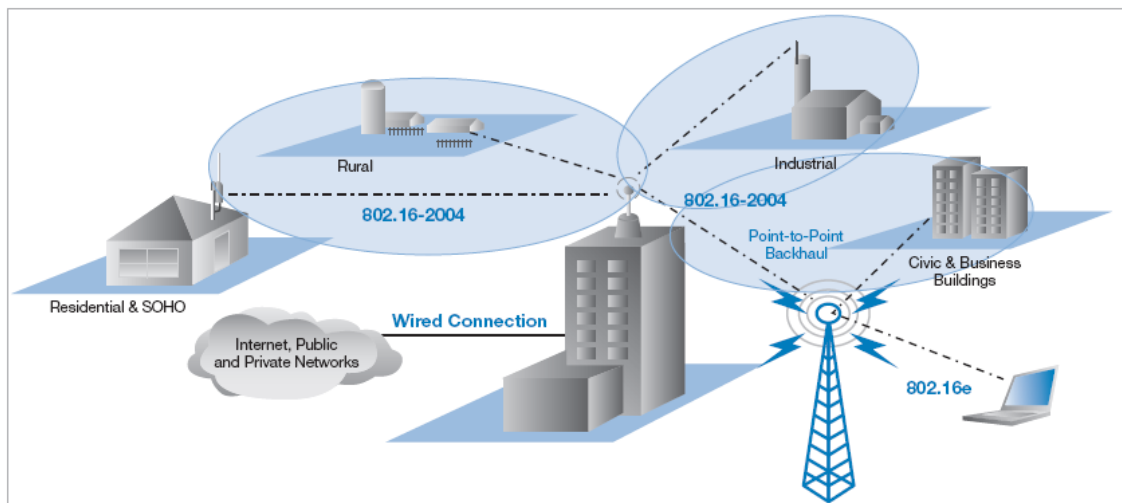 Rural
Industrial
802.16-2004
802.16-2004
Point-to-Point
Backhaul
Civic & Business
Buildings
Residential & SOHO
Wired Connection
Internet, Public
and Private Networks
802.16e